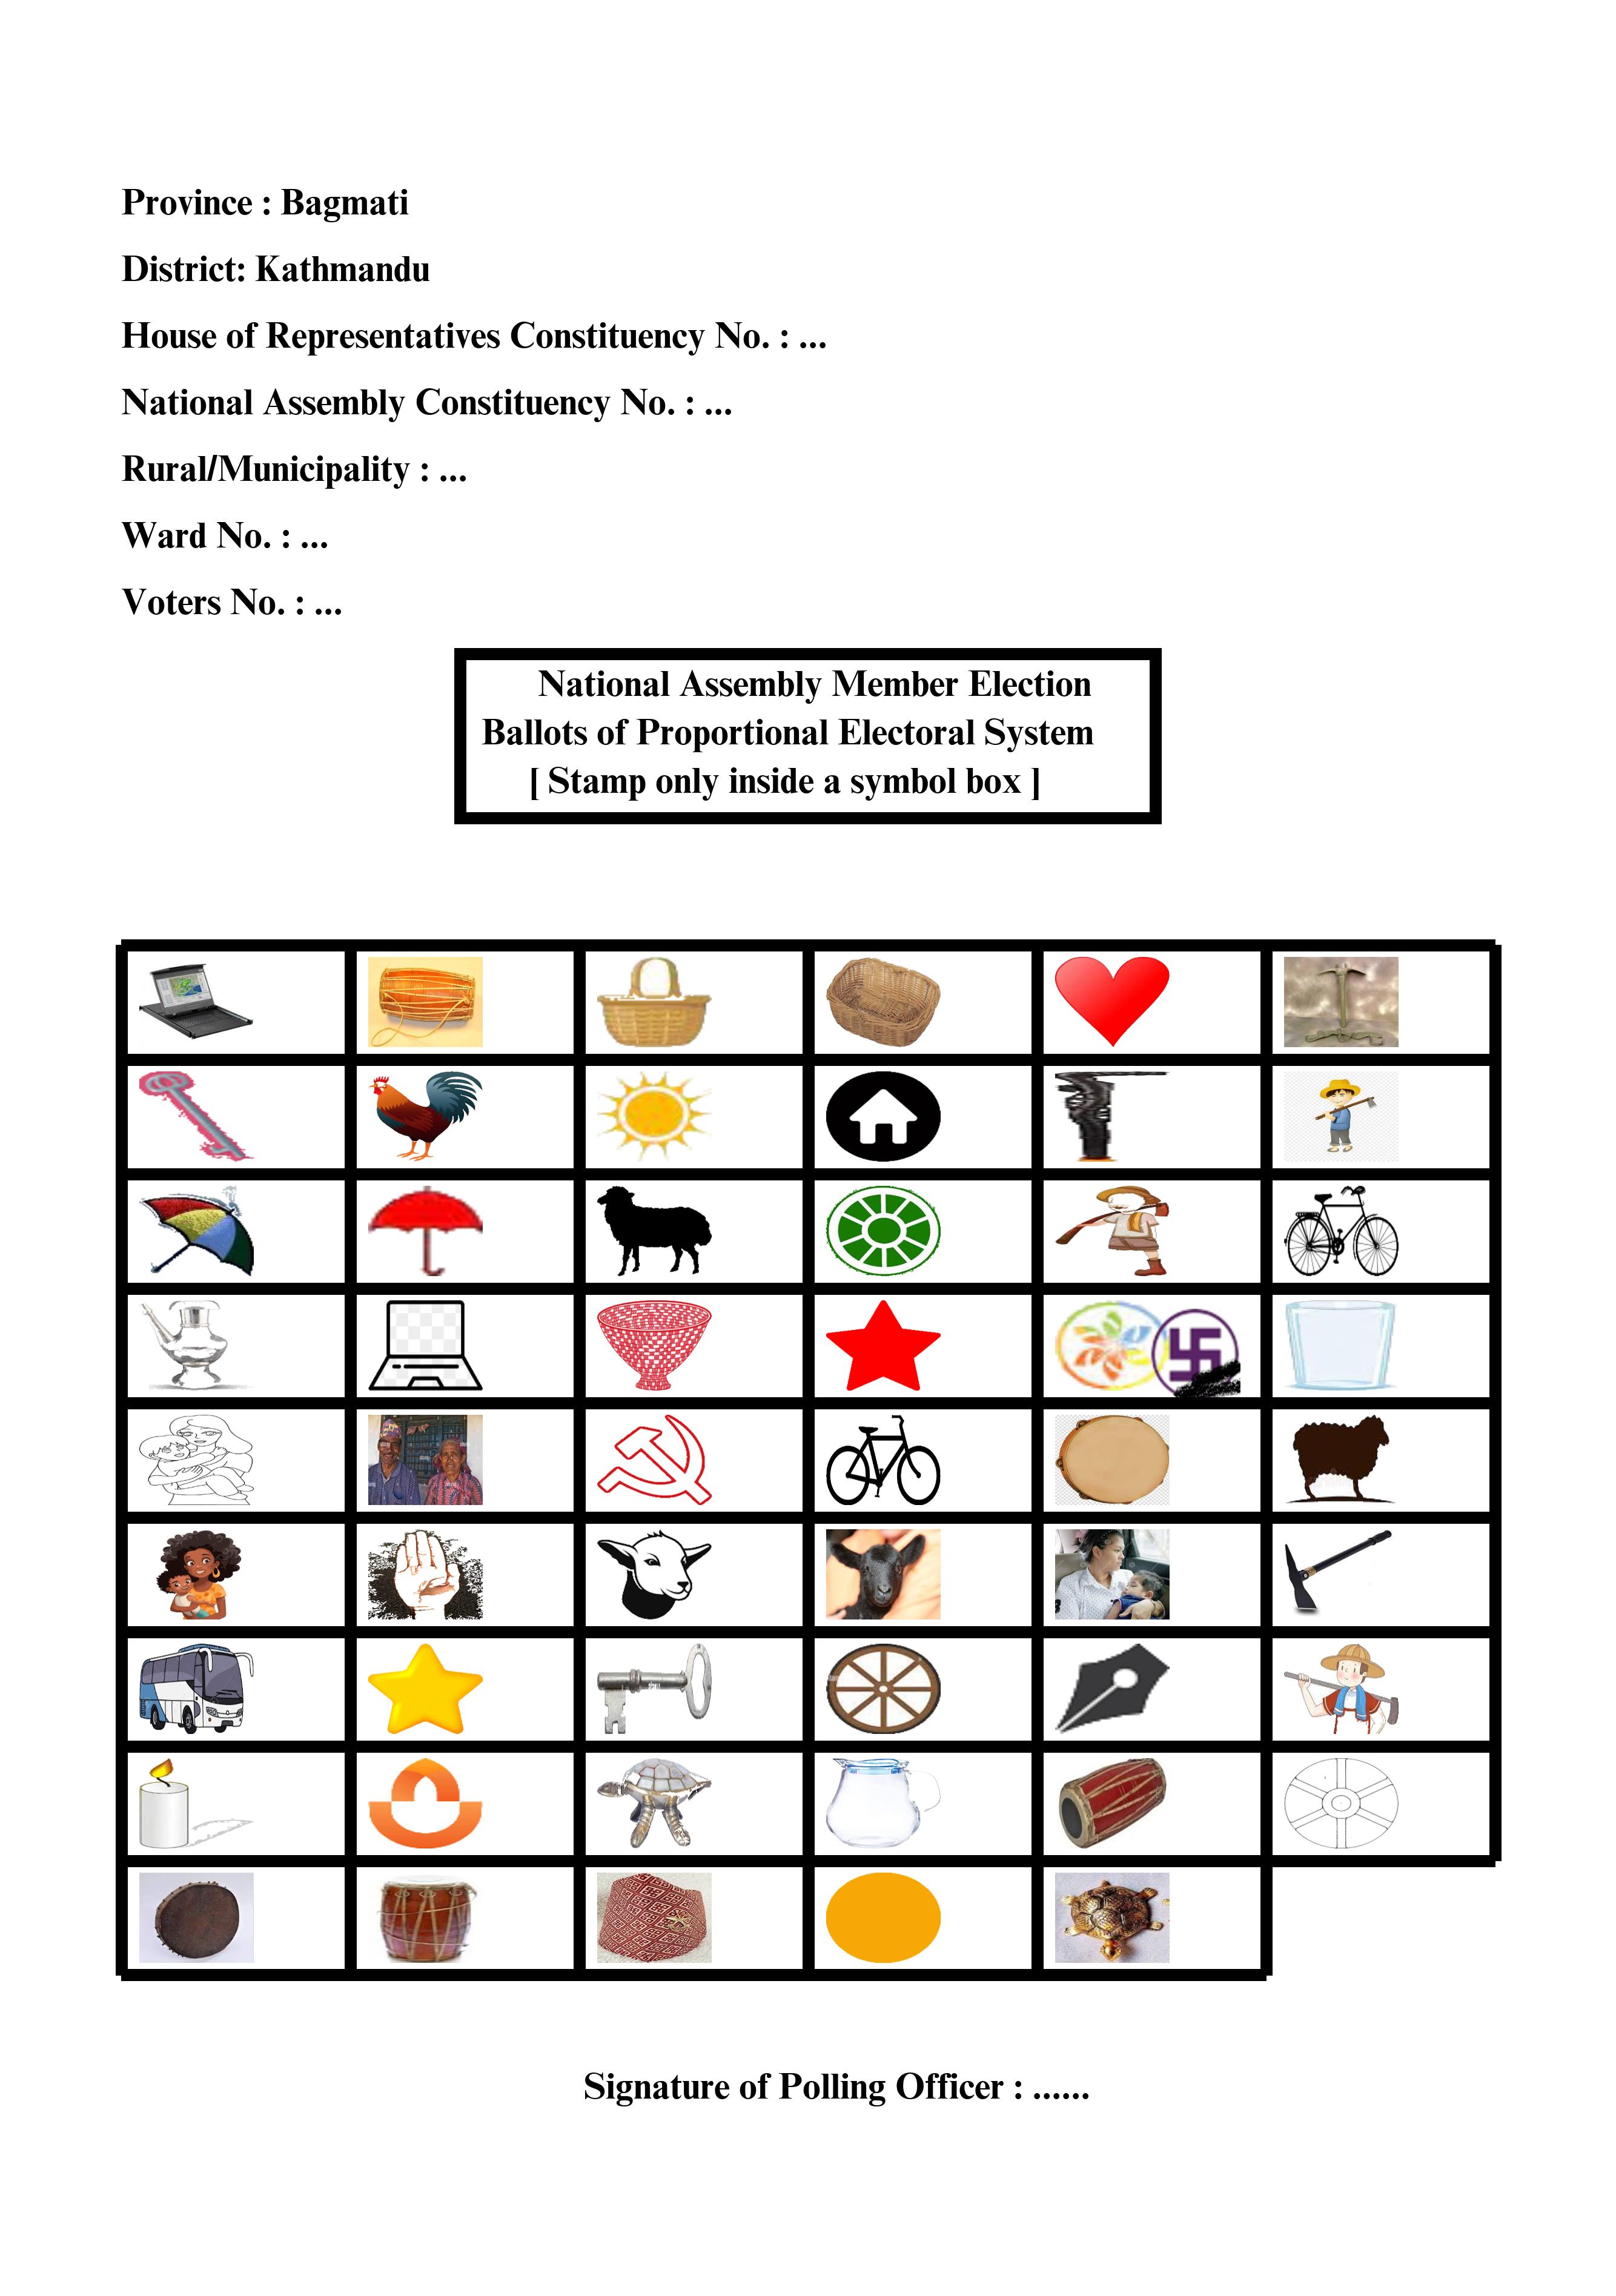 Province : Bagmati
District: Kathmandu
House of Representatives Constituency No. : ...
National Assembly Constituency No. : ...
Rural/Municipality : ...
Ward No. : ...
Voters No. : ...
National Assembly Member Election
Ballots of Proportional Electoral System
[ Stamp only inside a symbol box ]
Signature of Polling Officer : ......